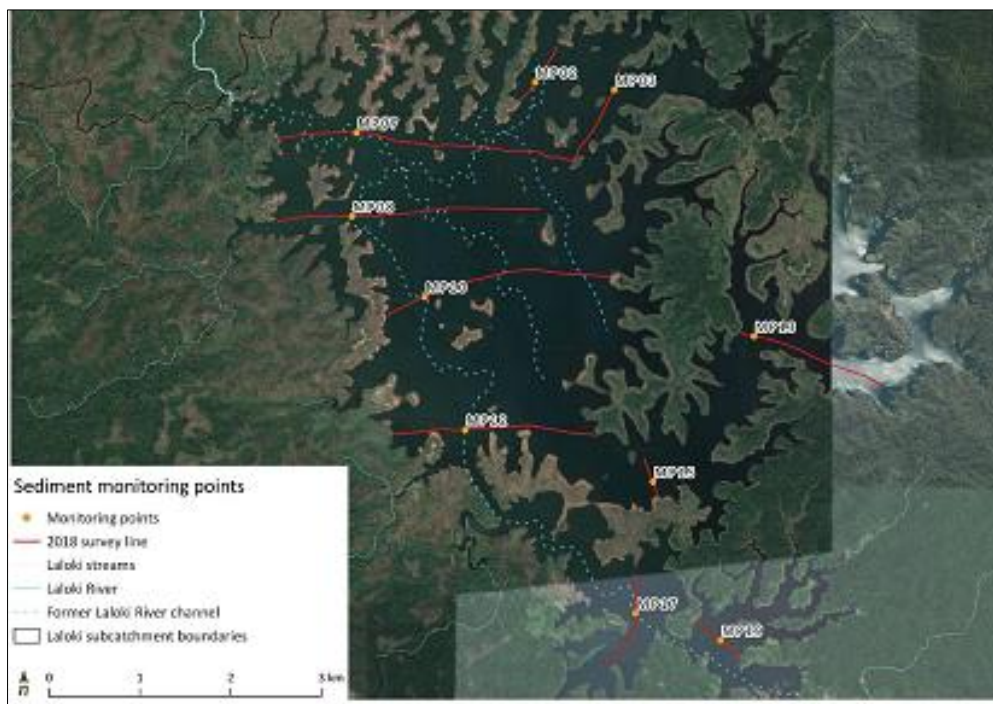 MP02
MP03
MP07
MP08
MP10
MP13
MP12
MP15
MP17
MP19
Sediment monitoring points
Monitoring points
2018 survey line
Laloki streams
Laloki River
Former Laloki River channel
Laloki subcatchment boundaries
0 1 2 3 km